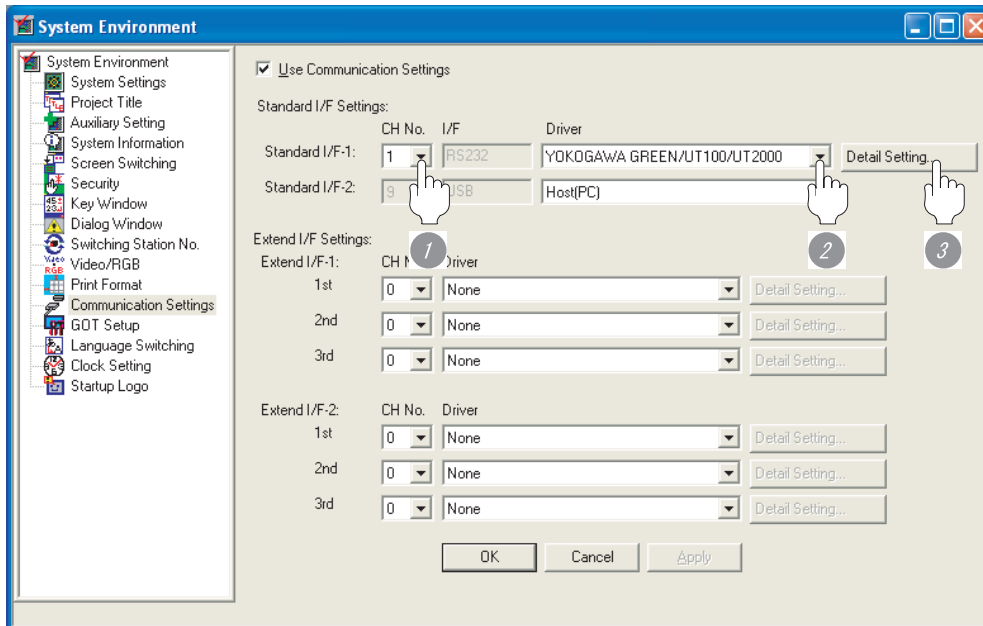 System Environment
System Environment
System Settings
Project Title
Auxiliary Setting
System Information
Screen Switching
Security
Key Window
Dialog Window
Switching Station No.
Video/RGB
Print Format
Communication Settings
GOT Setup
Language Switching
Clock Setting
Startup Logo
Use Communication Settings
Standard I/F Settings:
CH No. I/F Driver
Standard I/F-1: 1 RS232 YOKOGAWA GREEN/UT100/UT2000 Detail Setting...
Standard I/F-2: 9 USB Host(PC)
1 2 3
Extend I/F Settings:
Extend I/F-1: CH Driver
1st 0 None Detail Setting...
2nd 0 None Detail Setting...
3rd 0 None Detail Setting...
Extend I/F-2: CH No. Driver
1st 0 None Detail Setting...
2nd 0 None Detail Setting...
3rd 0 None Detail Setting...
OK Cancel Apply